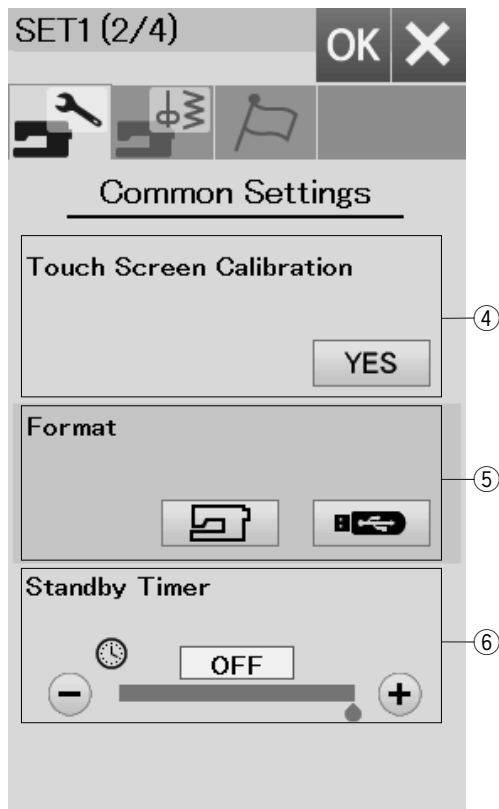 SET1 (2/4)
OK
Common Settings
Touch Screen Calibration
④
YES
Format
⑤
Standby Timer
⑥
OFF